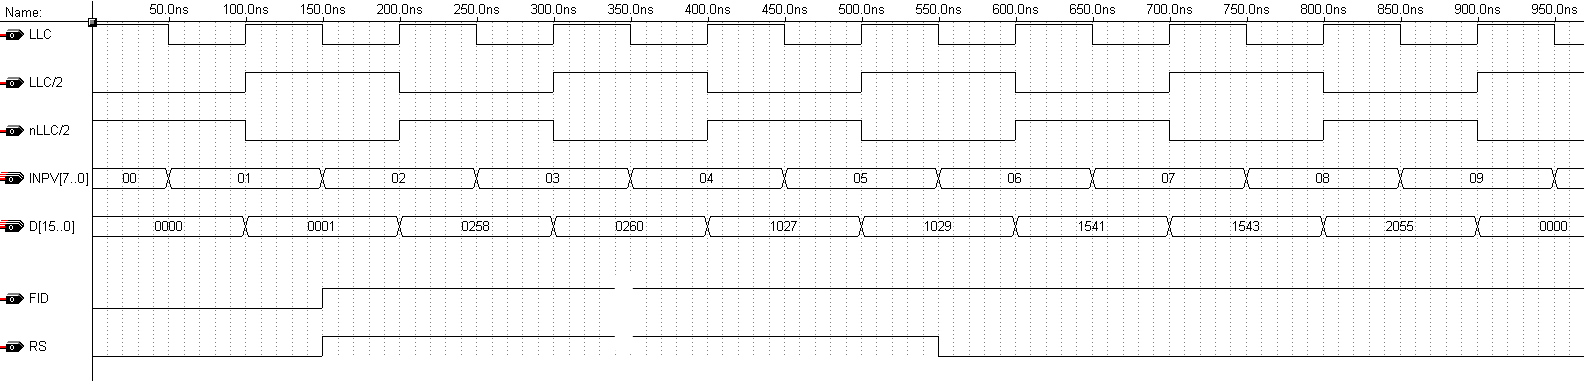 Name: 50.0ns 100.0ns 150.0ns 200.0ns 250.0ns 300.0ns 350.0ns 400.0ns 450.0ns 500.0ns 550.0ns 600.0ns 650.0ns 700.0ns 750.0ns 800.0ns 850.0ns 900.0ns 950.0ns
LLC
LLC/2
nLLC/2
INPV[7..0] 00 01 02 03 04 05 06 07 08 09
D[15..0] 0000 0001 0258 0260 1027 1029 1541 1543 2055 0000
FID
RS